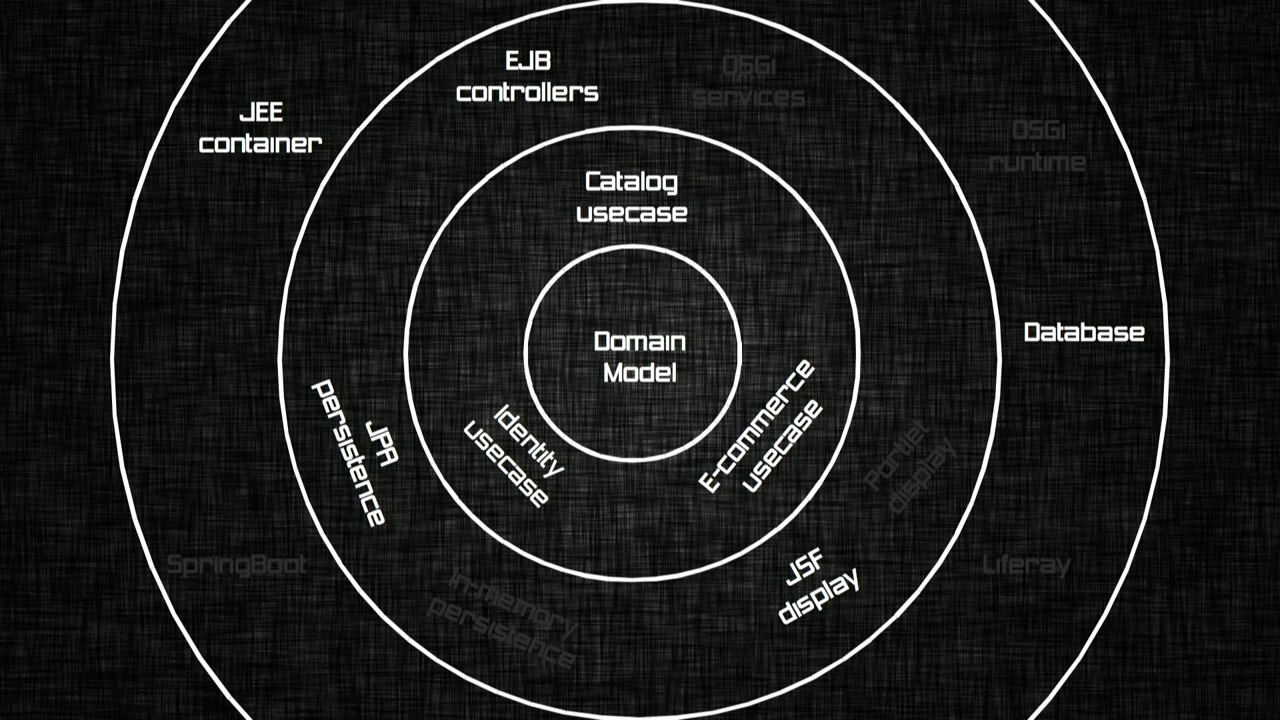 EJB
controllers
OSGi
services
JEE
container
OSGi
runtime
Catalog
usecase
Database
Domain
Model
E-commerce
usecase
Identity
usecase
JPA
persistence
Portlet
display
SpringBoot
In-memory
persistence
JSF
display
Liferay